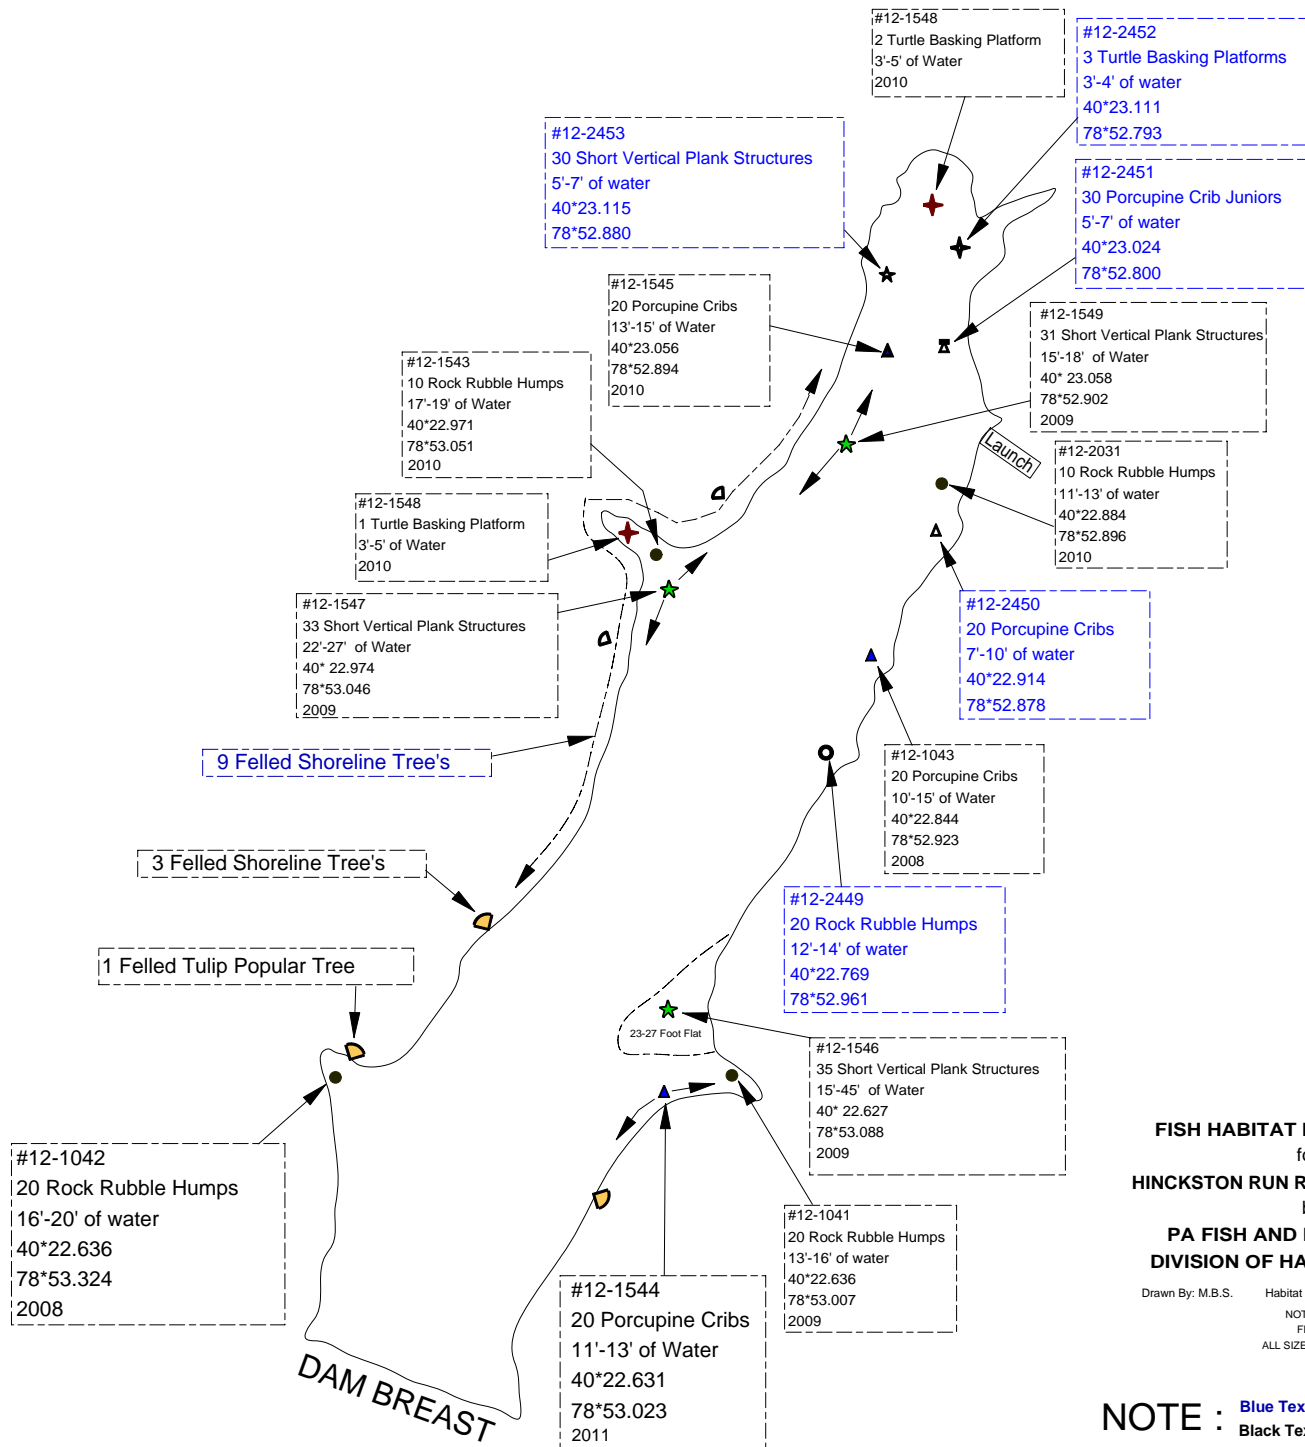 #12-1548
2 Turtle Basking Platform
3'-5' of Water
2010
#12-2452
3 Turtle Basking Platforms
3'-4' of water
40*23.111
78*52.793
#12-2453
30 Short Vertical Plank Structures
5'-7' of water
40*23.115
78*52.880
#12-2451
30 Porcupine Crib Juniors
5'-7' of water
40*23.024
78*52.800
#12-1545
20 Porcupine Cribs
13'-15' of Water
40*23.056
78*52.894
2010
#12-1549
31 Short Vertical Plank Structures
15'-18' of Water
40* 23.058
78*52.902
2009
#12-1543
10 Rock Rubble Humps
17'-19' of Water
40*22.971
78*53.051
2010
Launch
#12-2031
10 Rock Rubble Humps
11'-13' of water
40*22.884
78*52.896
2010
#12-1548
1 Turtle Basking Platform
3'-5' of Water
2010
#12-1547
33 Short Vertical Plank Structures
22'-27' of Water
40* 22.974
78*53.046
2009
#12-2450
20 Porcupine Cribs
7'-10' of water
40*22.914
78*52.878
9 Felled Shoreline Tree's
#12-1043
20 Porcupine Cribs
10'-15' of Water
40*22.844
78*52.923
2008
3 Felled Shoreline Tree's
#12-2449
20 Rock Rubble Humps
12'-14' of water
40*22.769
78*52.961
1 Felled Tulip Popular Tree
23-27 Foot Flat
#12-1546
35 Short Vertical Plank Structures
15'-45' of Water
40* 22.627
78*53.088
2009
#12-1042
20 Rock Rubble Humps
16'-20' of water
40*22.636
78*53.324
2008
#12-1041
20 Rock Rubble Humps
13'-16' of water
40*22.636
78*53.007
2009
#12-1544
20 Porcupine Cribs
11'-13' of Water
40*22.631
78*53.023
2011
DAM BREAST
FISH HABITAT
HINCKSTON RUN
PA FISH AND
DIVISION OF
Drawn By: M.B.S. Habitat
ALL
NOTE : Blue
Black